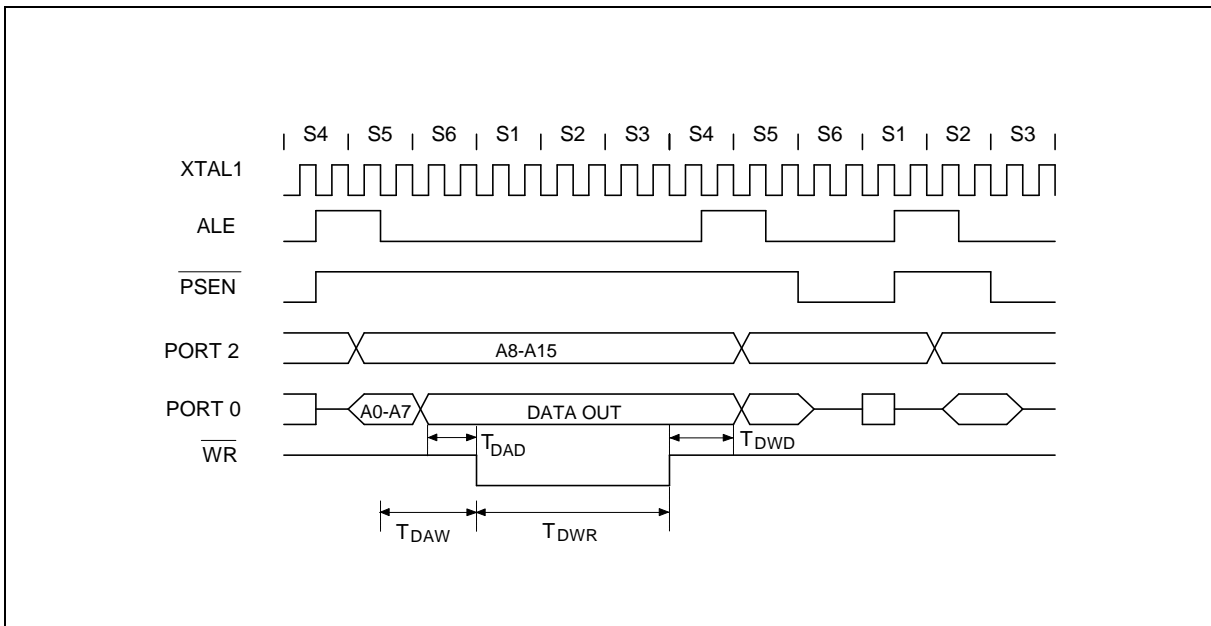 S4 S5 S6 S1 S2 S3 S4 S5 S6 S1 S2 S3
XTAL1
ALE
PSEN
PORT 2 A8-A15
PORT 0 A0-A7 DATA OUT
WR TDAD TDWD
TDAW TDWR